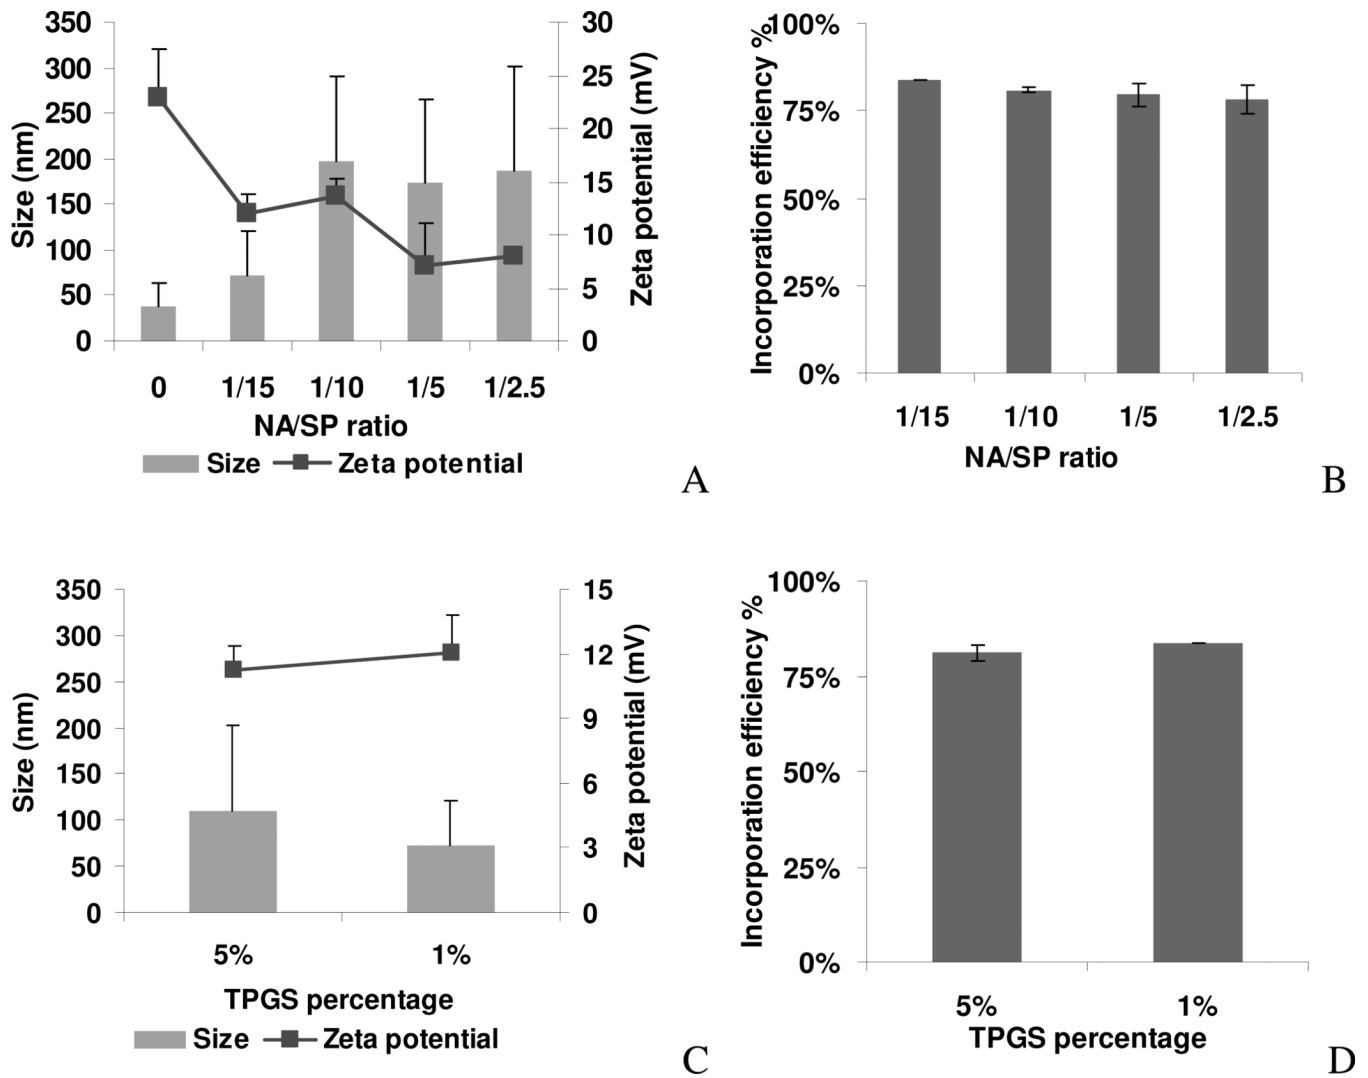 350
300
250
200
150
100
50
0
Size (nm)
30
25
20
15
10
5
0
Zeta potential (mV)
0 1/15 1/10 1/5 1/2.5
NA/SP ratio
Size Zeta potential
A
100%
75%
50%
25%
0%
Incorporation efficiency %
1/15 1/10 1/5 1/2.5
NA/SP ratio
B
350
300
250
200
150
100
50
0
Size (nm)
15
12
9
6
3
0
Zeta potential (mV)
5% 1%
TPGS percentage
Size Zeta potential
C
100%
75%
50%
25%
0%
Incorporation efficiency %
5% 1%
TPGS percentage
D